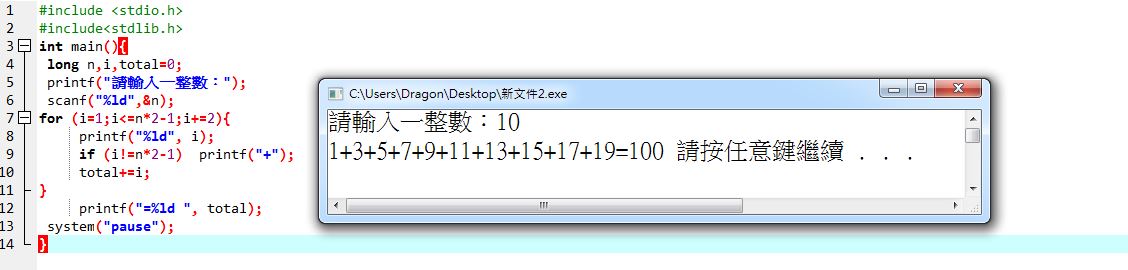 1 #include <stdio.h>
2 #include<stdlib.h>
3 int main(){
4 long n,i,total=0;
5 printf("請輸入一整數：");
6 scanf("%ld",&n);
7 for (i=1;i<=n*2-1;i+=2){
8 printf("%ld", i);
9 if (i!=n*2-1)  printf("+");
10 total+=i;
11 }
12 printf("=%ld ", total);
13 system("pause");
14 }
C:\Users\Dragon\Desktop\新文件2.exe
請輸入一整數：10
1+3+5+7+9+11+13+15+17+19=100 請按任意鍵繼續 . . .